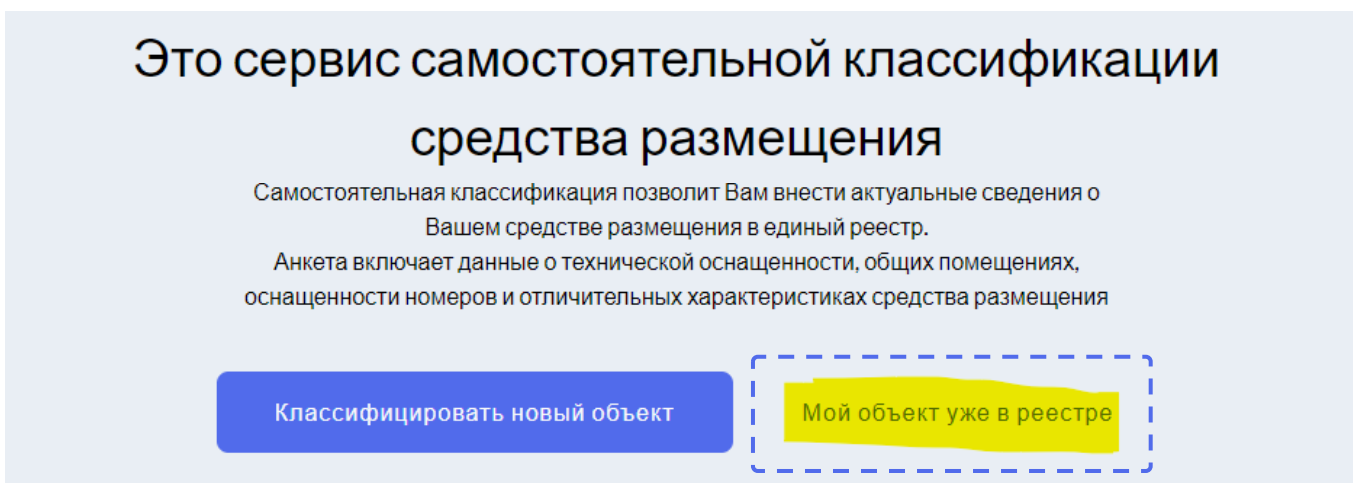 Это сервис самостоятельной классификации
средства размещения
Самостоятельная классификация позволит Вам внести актуальные сведения о
Вашем средстве размещения в единый реестр.
Анкета включает данные о технической оснащенности, общих помещениях,
оснащенности номеров и отличительных характеристиках средства размещения
Классифицировать новый объект
Мой объект уже в реестре